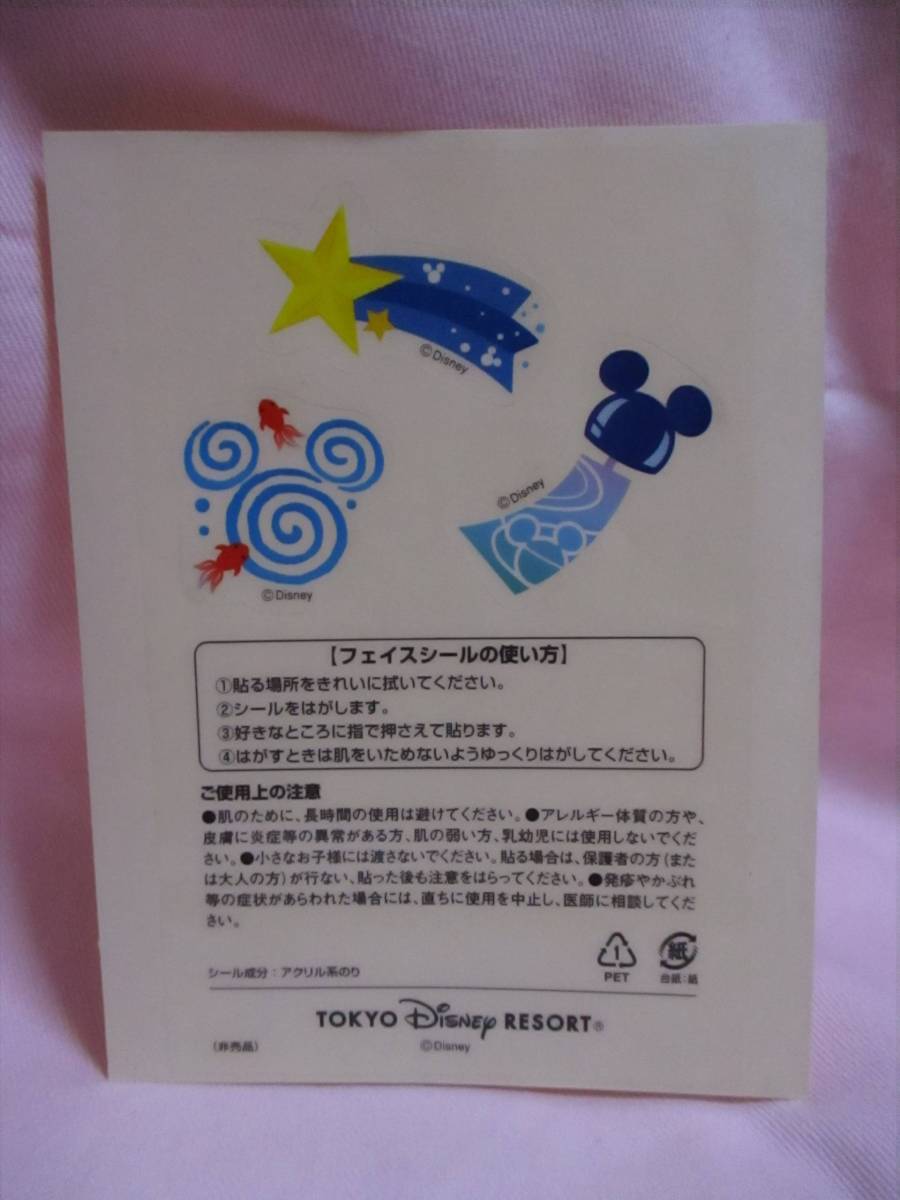 ©Disney
©Disney
©Disney
【フェイスシールの使い方】
①貼る場所をきれいに拭いてください。
②シールをはがします。
③好きなところに指で押さえて貼ります。
④はがすときは肌をいためないようゆっくりはがしてください。
ご使用上の注意
●肌のために、長時間の使用は避けてください。●アレルギー体質の方や、
皮膚に炎症等の異常がある方、肌の弱い方、乳幼児には使用しないでくだ
さい。●小さなお子様には渡さないでください。貼る場合は、保護者の方(また
は大人の方)が行ない、貼った後も注意をはらってください。●発疹やかぶれ
等の症状があらわれた場合には、直ちに使用を中止し、医師に相談してくだ
さい。
1
PET
紙
台紙:紙
シール成分:アクリル系のり
TOKYO Disney RESORT®
(非売品)
©Disney